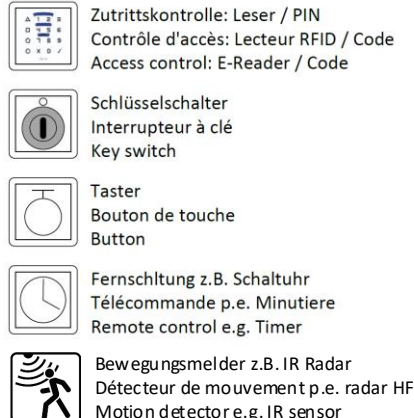 Zutrittskontrolle: Leser / PIN
Contrôle d'accès: Lecteur RFID / Code
Access control: E-Reader / Code
Schlüsselschalter
Interrupteur à clé
Key switch
Taster
Bouton de touche
Button
Fernschltung z.B. Schaltuhr
Télécommande p.e. Minutiere
Remote control e.g. Timer
Bewegungsmelder z.B. IR Radar
Détecteur de mouvement p.e. radar HF
Motion detector e.g. IR sensor